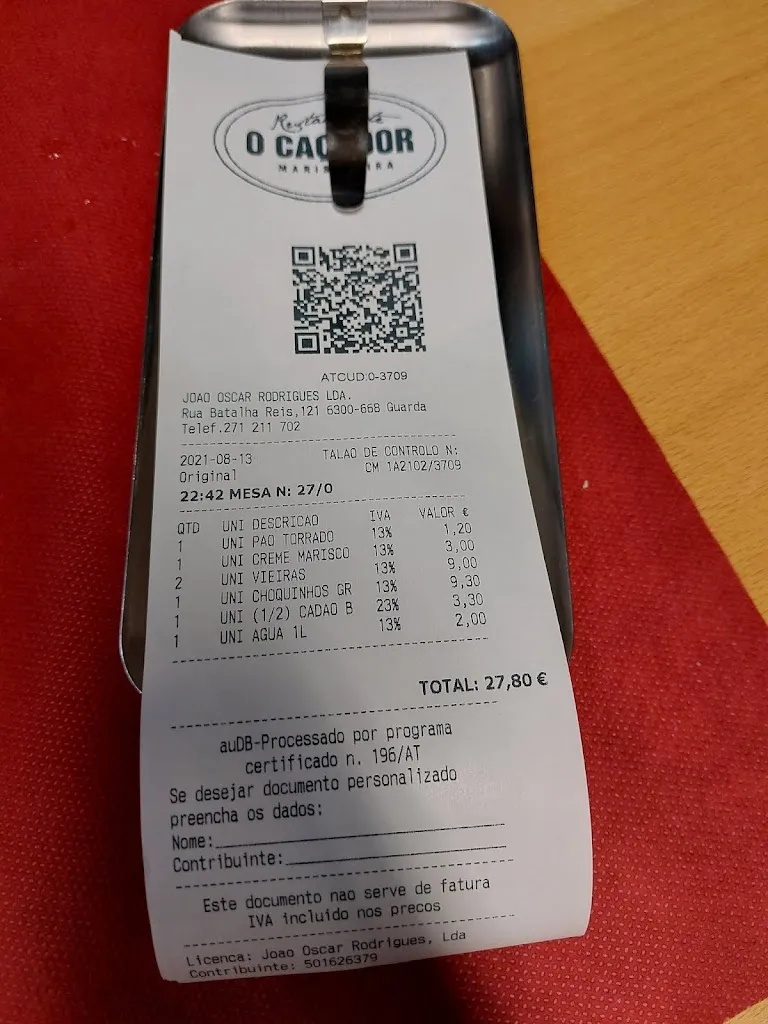 O CAÇ DOR
ATCUD:0-3709
JOAO OSCAR RODRIGUES LDA.
Rua Batalha Reis,121 6300-668 Guarda
Telef.271 211 702
2021-08-13 TALAO DE CONTROLO N:
Original CM 1A2102/3709
22:42 MESA N: 27/0
QTD UNI DESCRICAO IVA VALOR €
1 UNI PAO TORRADO 13% 1,20
1 UNI CREME MARISCO 13% 3,00
2 UNI VIEIRAS 13% 9,00
1 UNI CHOQUINHOS GR 13% 9,30
1 UNI (1/2) CADAO B 23% 3,30
1 UNI AGUA 1L 13% 2,00
TOTAL: 27,80 €
auDB-Processado por programa
certificado n. 196/AT
Se desejar documento personalizado
preencha os dados:
Nome:
Contribuinte:
Este documento nao serve de fatura
IVA incluido nos precos
Licenca: Joao Oscar Rodrigues, Lda
Contribuinte: 501626379